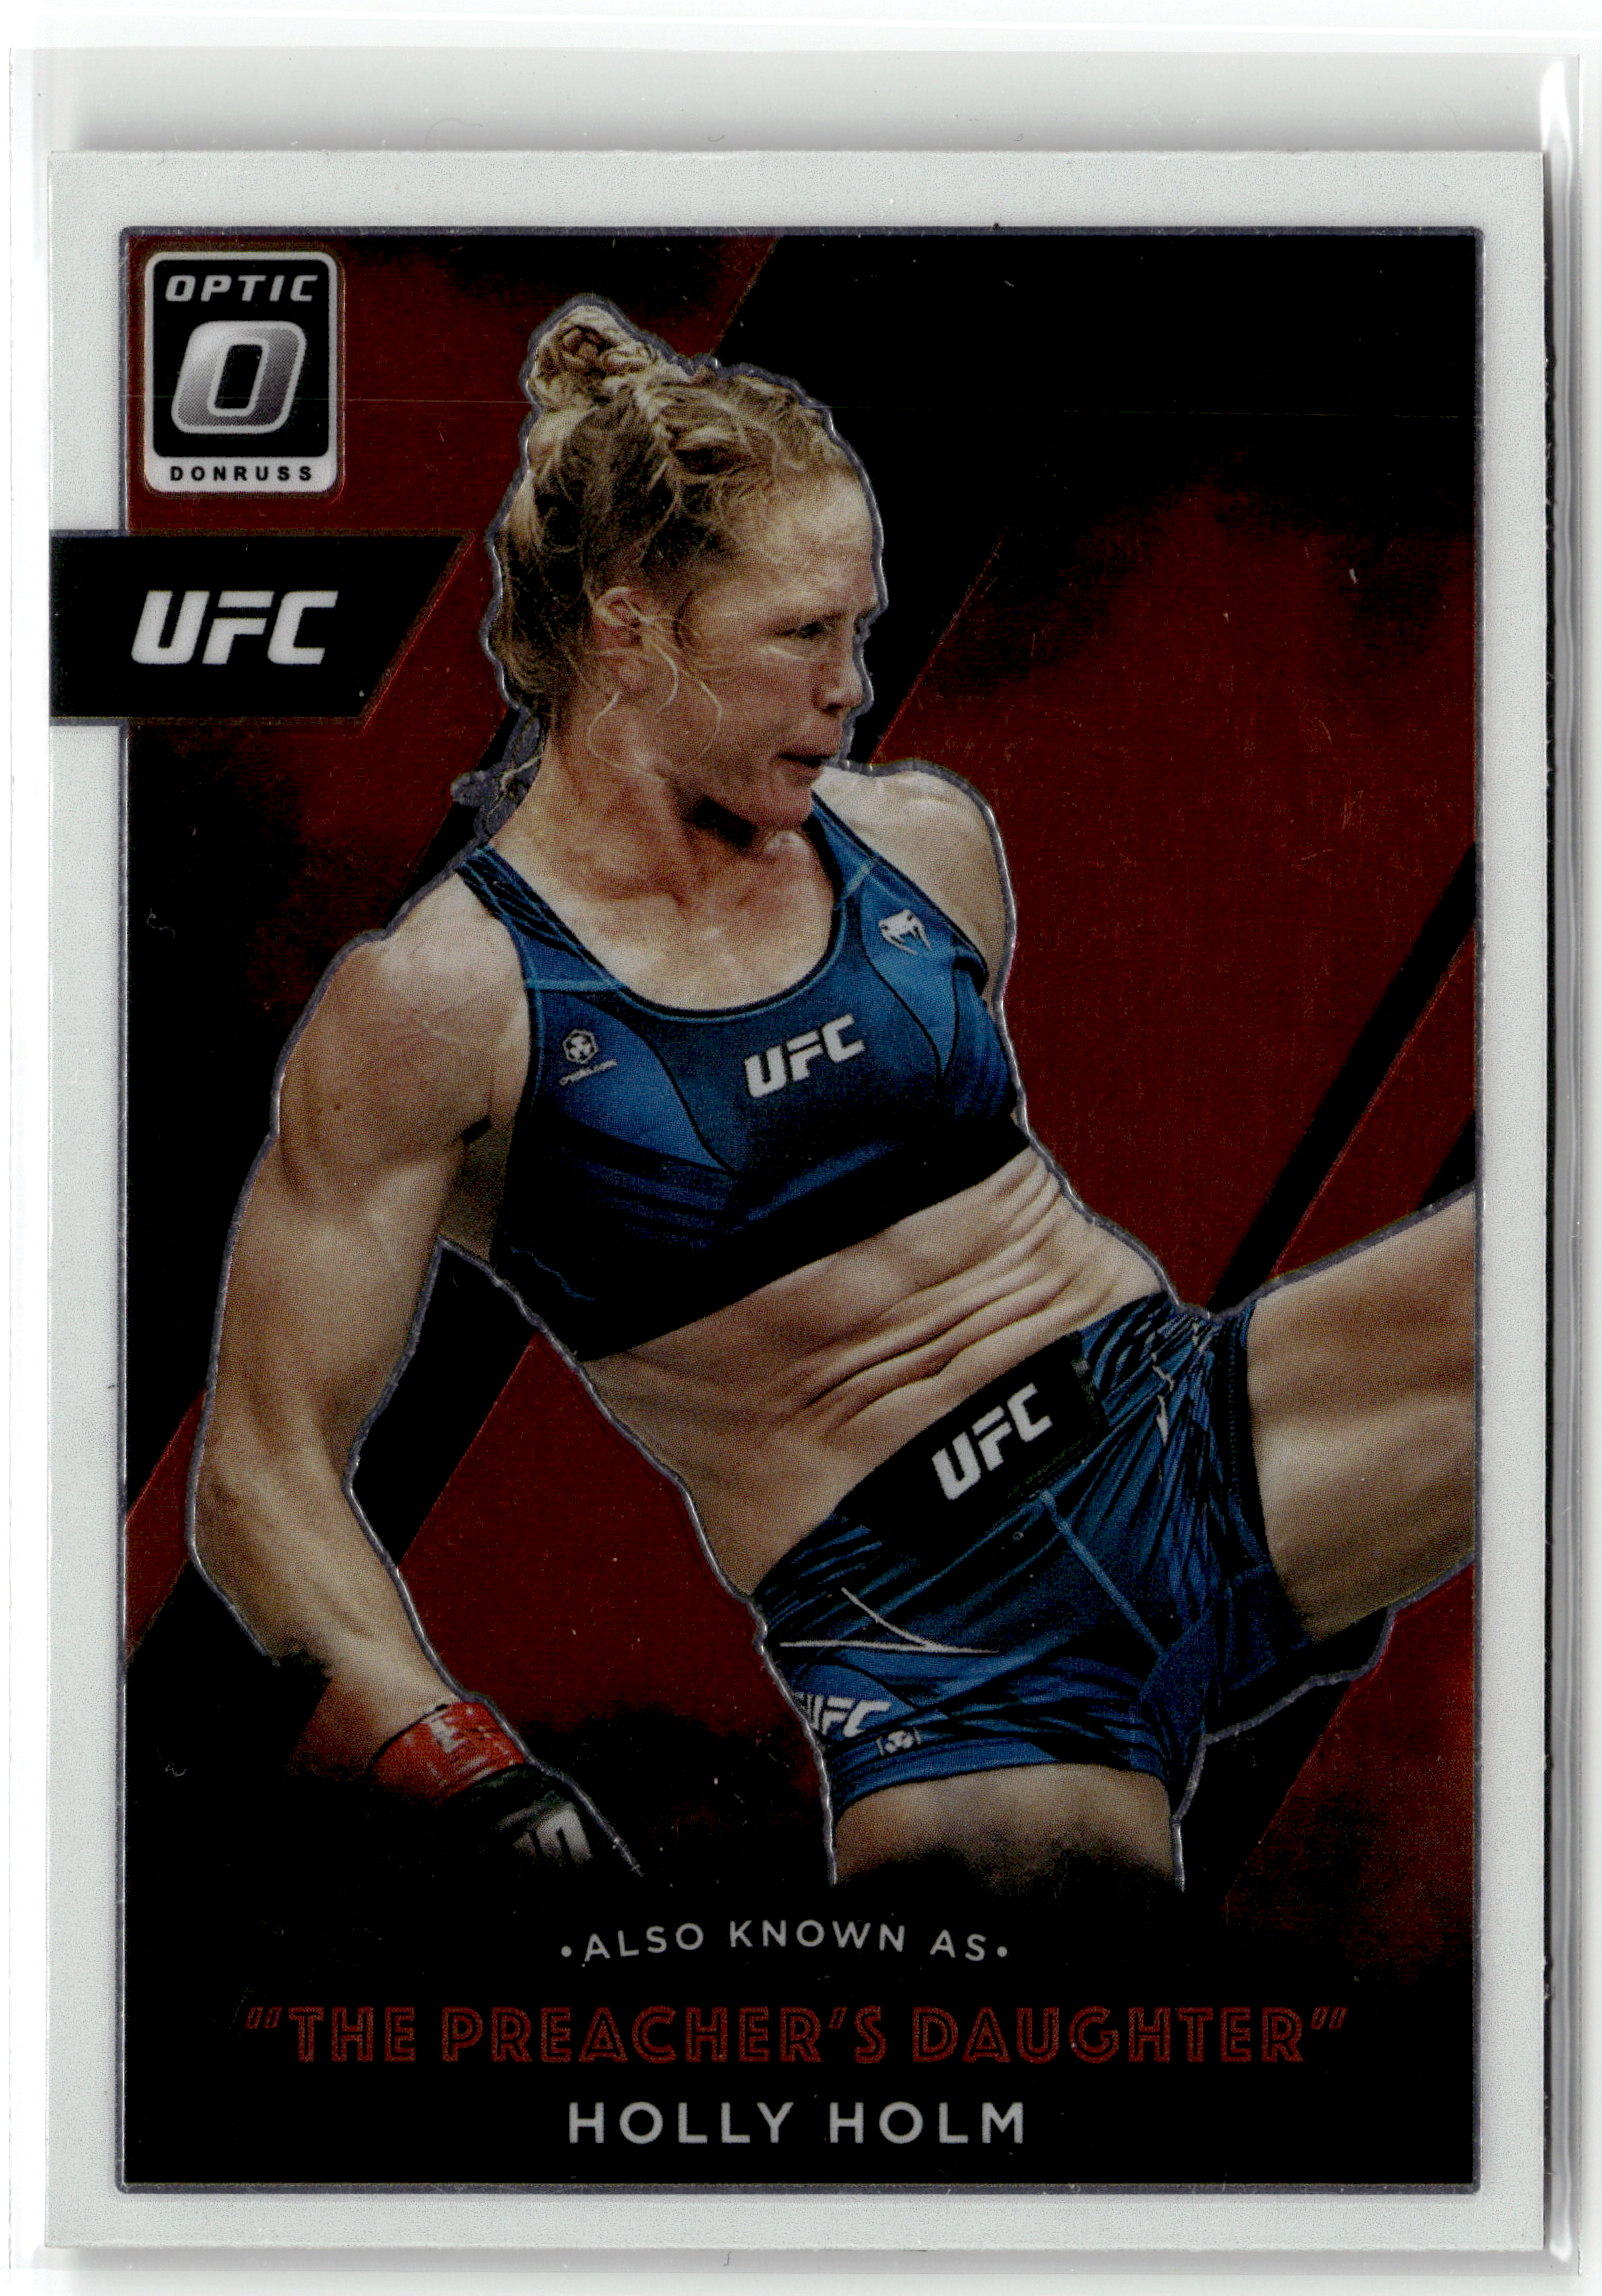 OPTIC
O
DONRUSS
UFC
UFC
UFC
UFC
•ALSO KNOWN AS•
"THE PREACHER'S DAUGHTER"
HOLLY HOLM